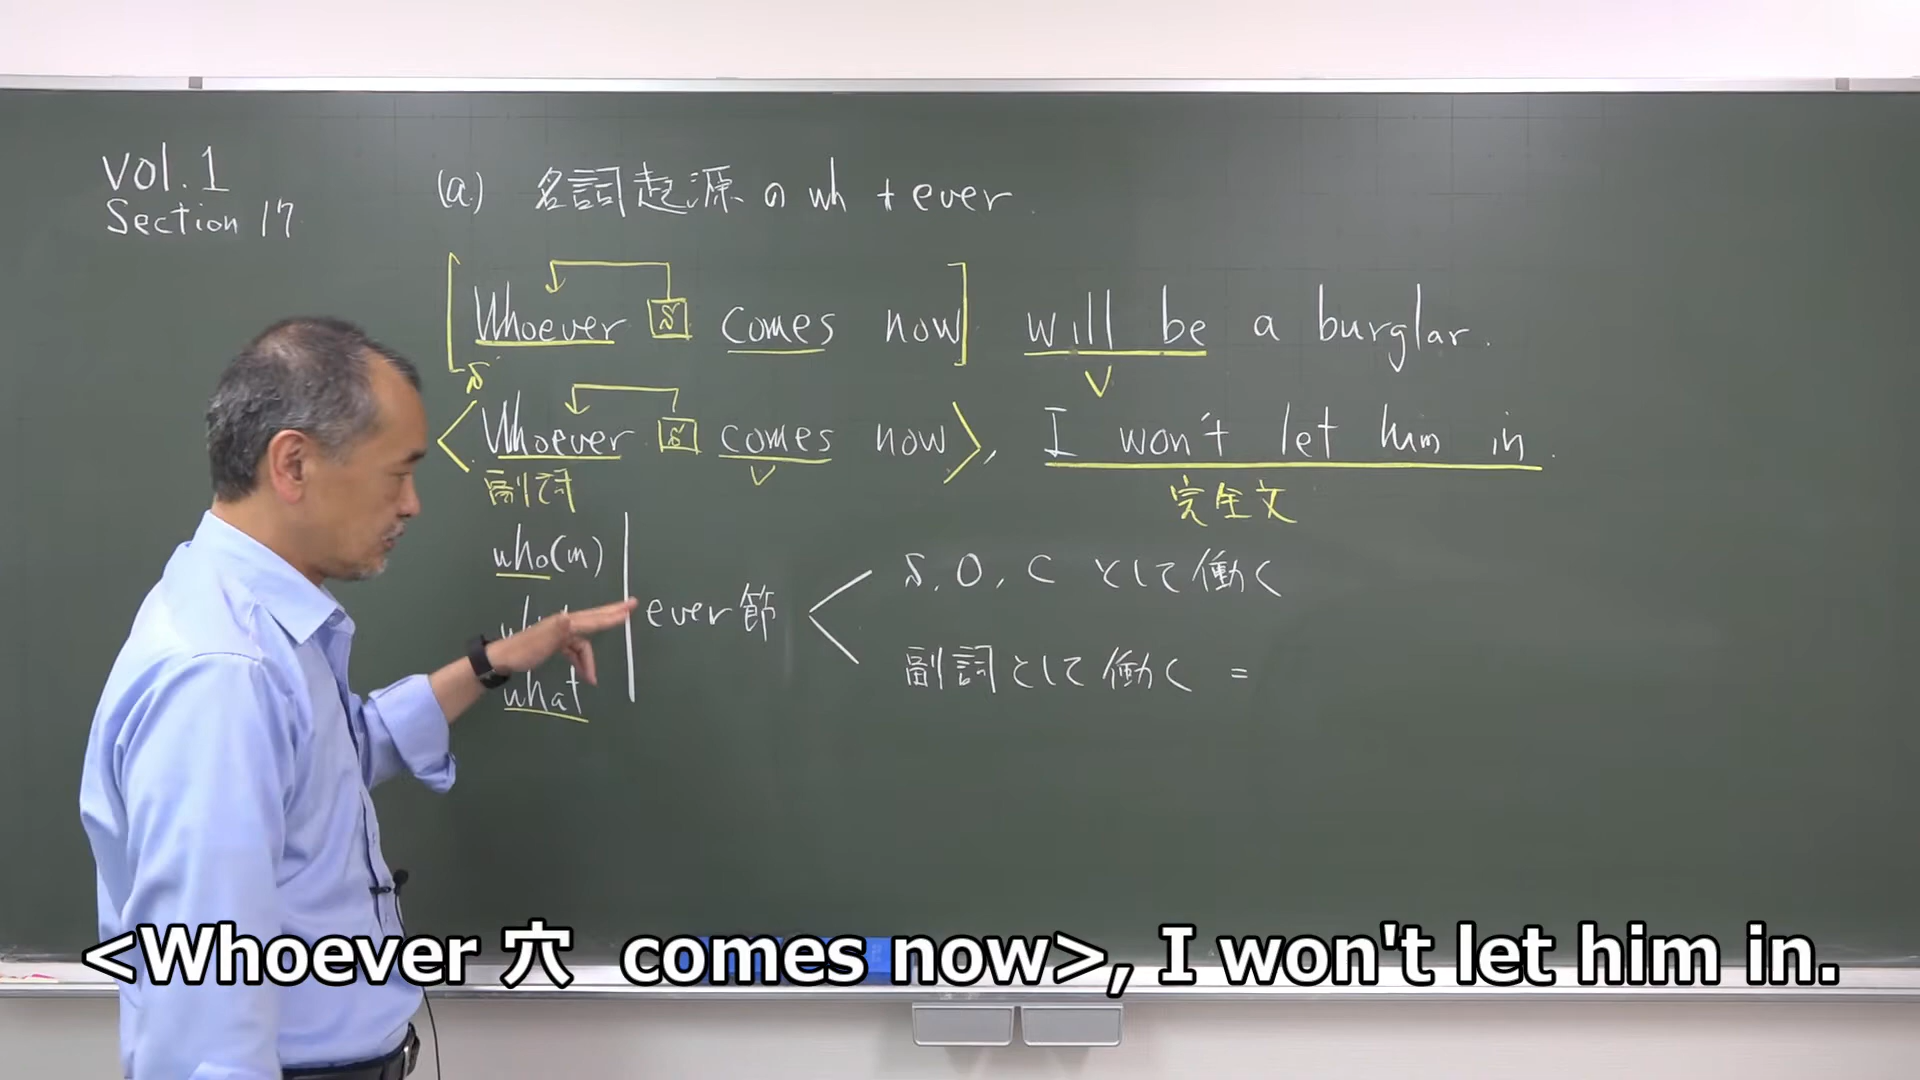 vol.1
Section 17
(a) 名詞起源の wh + ever
[Whoever S comes now] will be a burglar.
S V
<Whoever S comes now>, I won't let him in.
副詞 V 完全文
who(m)
what
ever節
S, O, C として働く
副詞として働く =
<Whoever 穴 comes now>, I won't let him in.